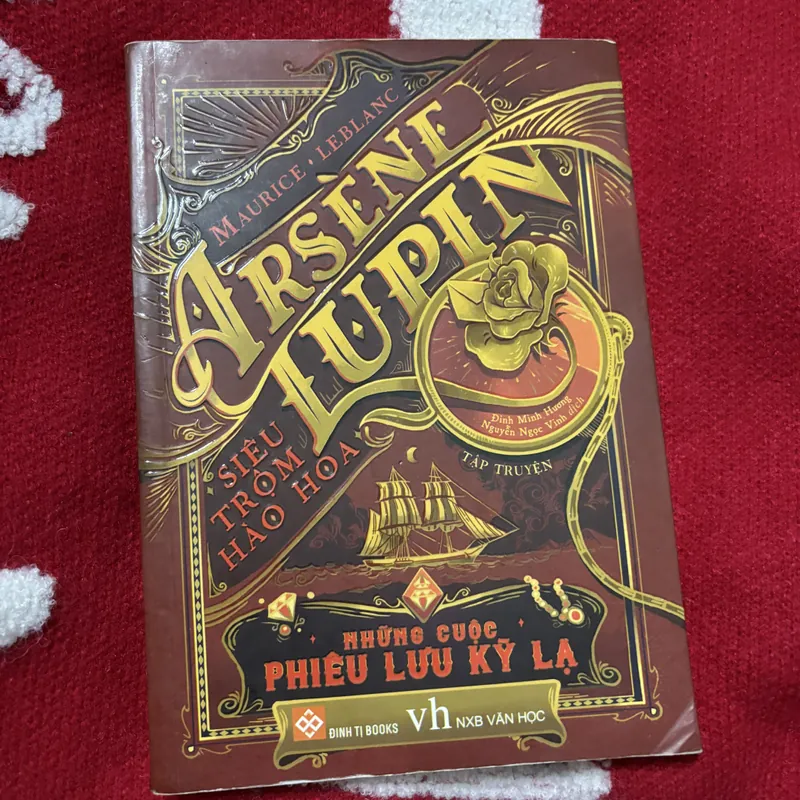 MAURICE · LEBLANC
ARSÈNE
LUPIN
SIÊU
TRỘM
HÀO HOA
Đinh Minh Hương
Nguyễn Ngọc Vinh dịch
TẬP TRUYỆN
NHỮNG CUỘC
PHIÊU LƯU KỲ LẠ
ĐINH TỊ BOOKS
vh NXB VĂN HỌC